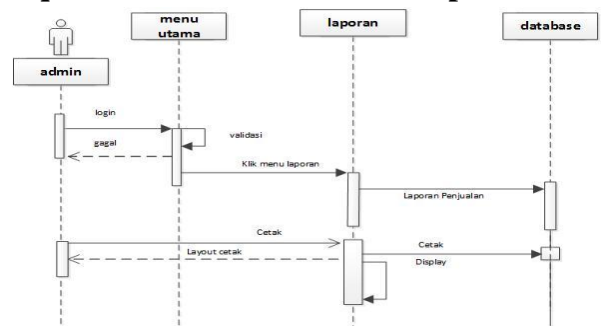 menu
utama
laporan
database
admin
login
validasi
gagal
Klik menu laporan
Laporan Penjualan
Cetak
Layout cetak
Cetak
Display